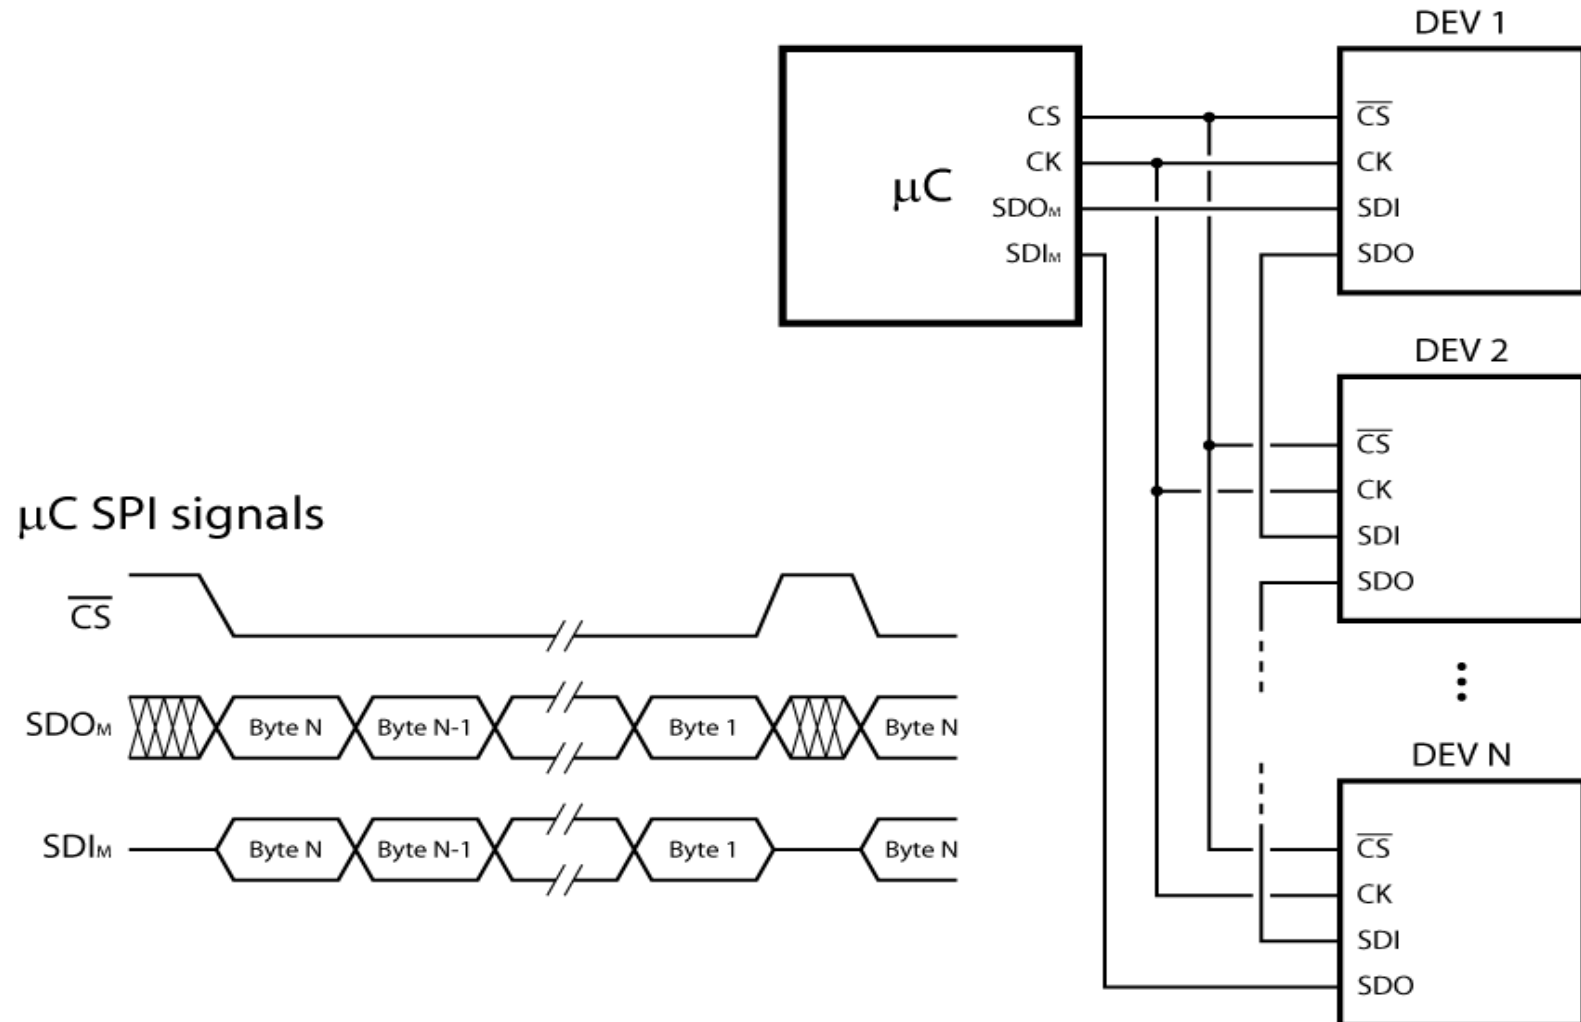 DEV 1
CS
CK
SDOM
SDIM
μC
CS
CK
SDI
SDO
DEV 2
CS
CK
SDI
SDO
DEV N
CS
CK
SDI
SDO
μC SPI signals
CS
SDOM Byte N Byte N-1 Byte 1 Byte N
SDIM Byte N Byte N-1 Byte 1 Byte N